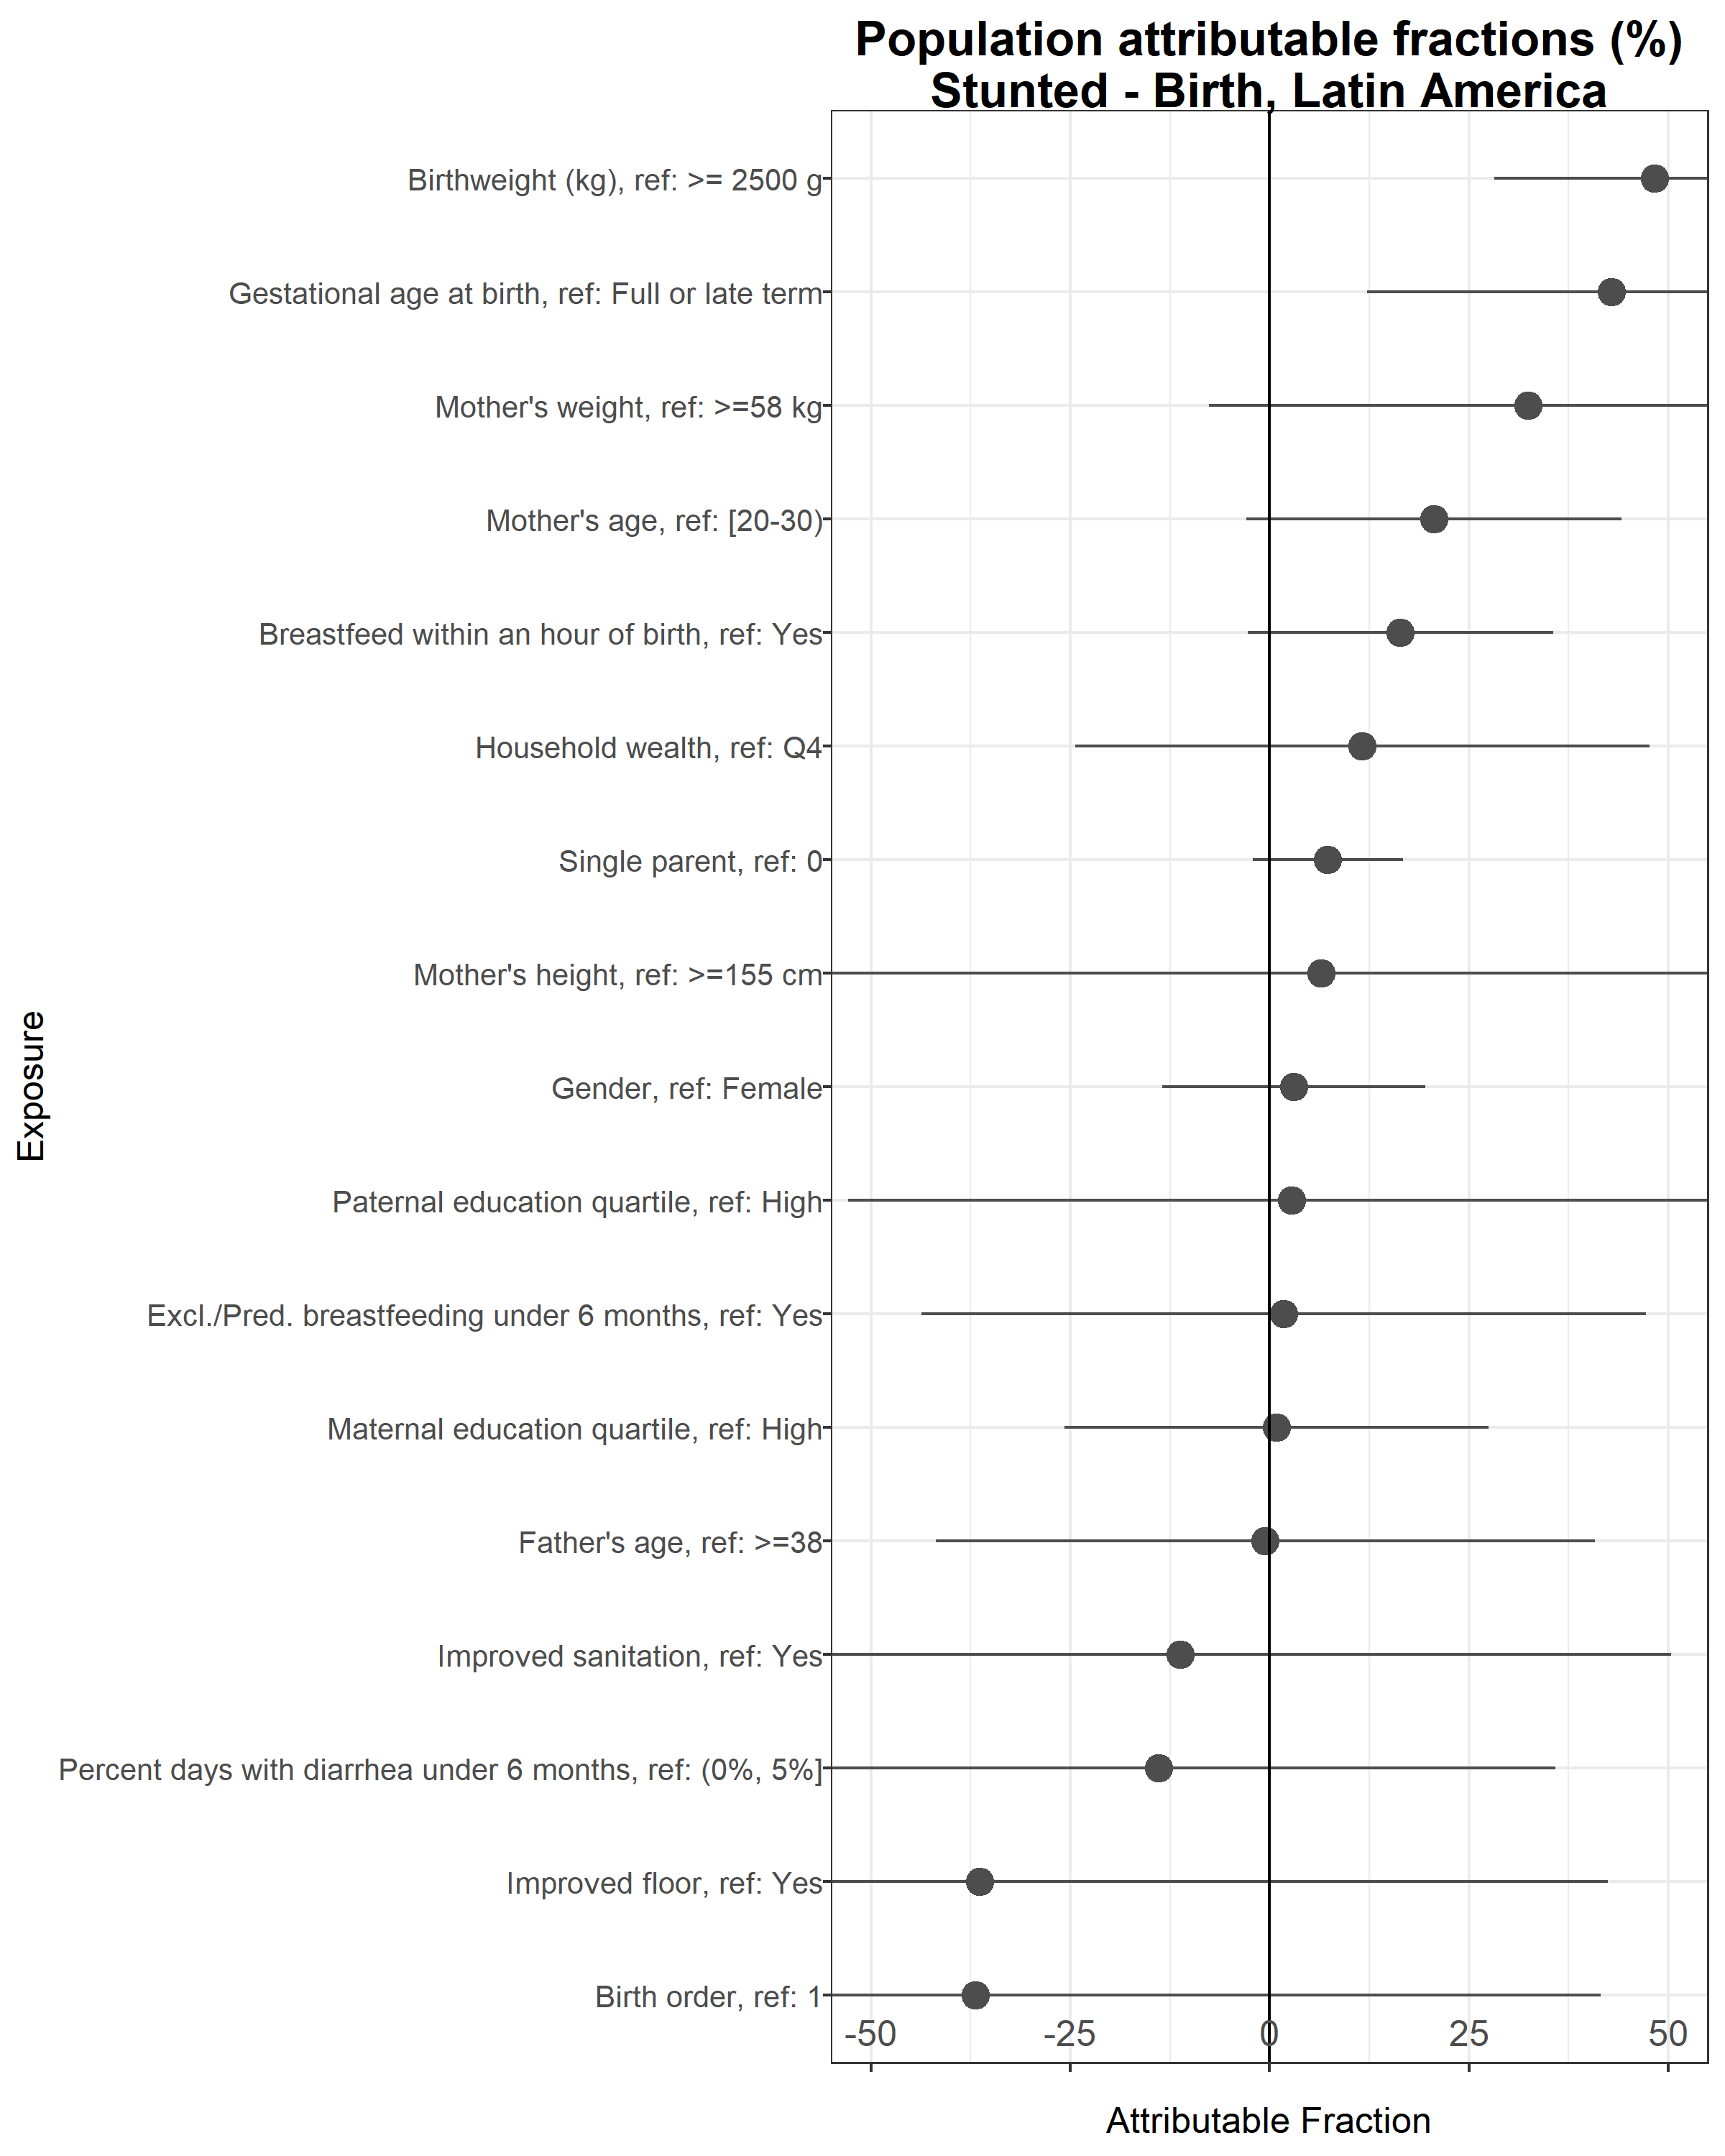 Population attributable fractions (%)
Stunted - Birth, Latin America
Birthweight (kg), ref: >= 2500 g
Gestational age at birth, ref: Full or late term
Mother's weight, ref: >=58 kg
Mother's age, ref: [20-30)
Breastfeed within an hour of birth, ref: Yes
Household wealth, ref: Q4
Single parent, ref: 0
Mother's height, ref: >=155 cm
Gender, ref: Female
Paternal education quartile, ref: High
Excl./Pred. breastfeeding under 6 months, ref: Yes
Maternal education quartile, ref: High
Father's age, ref: >=38
Improved sanitation, ref: Yes
Percent days with diarrhea under 6 months, ref: (0%, 5%]
Improved floor, ref: Yes
Birth order, ref: 1
Exposure
-50 -25 0 25 50
Attributable Fraction